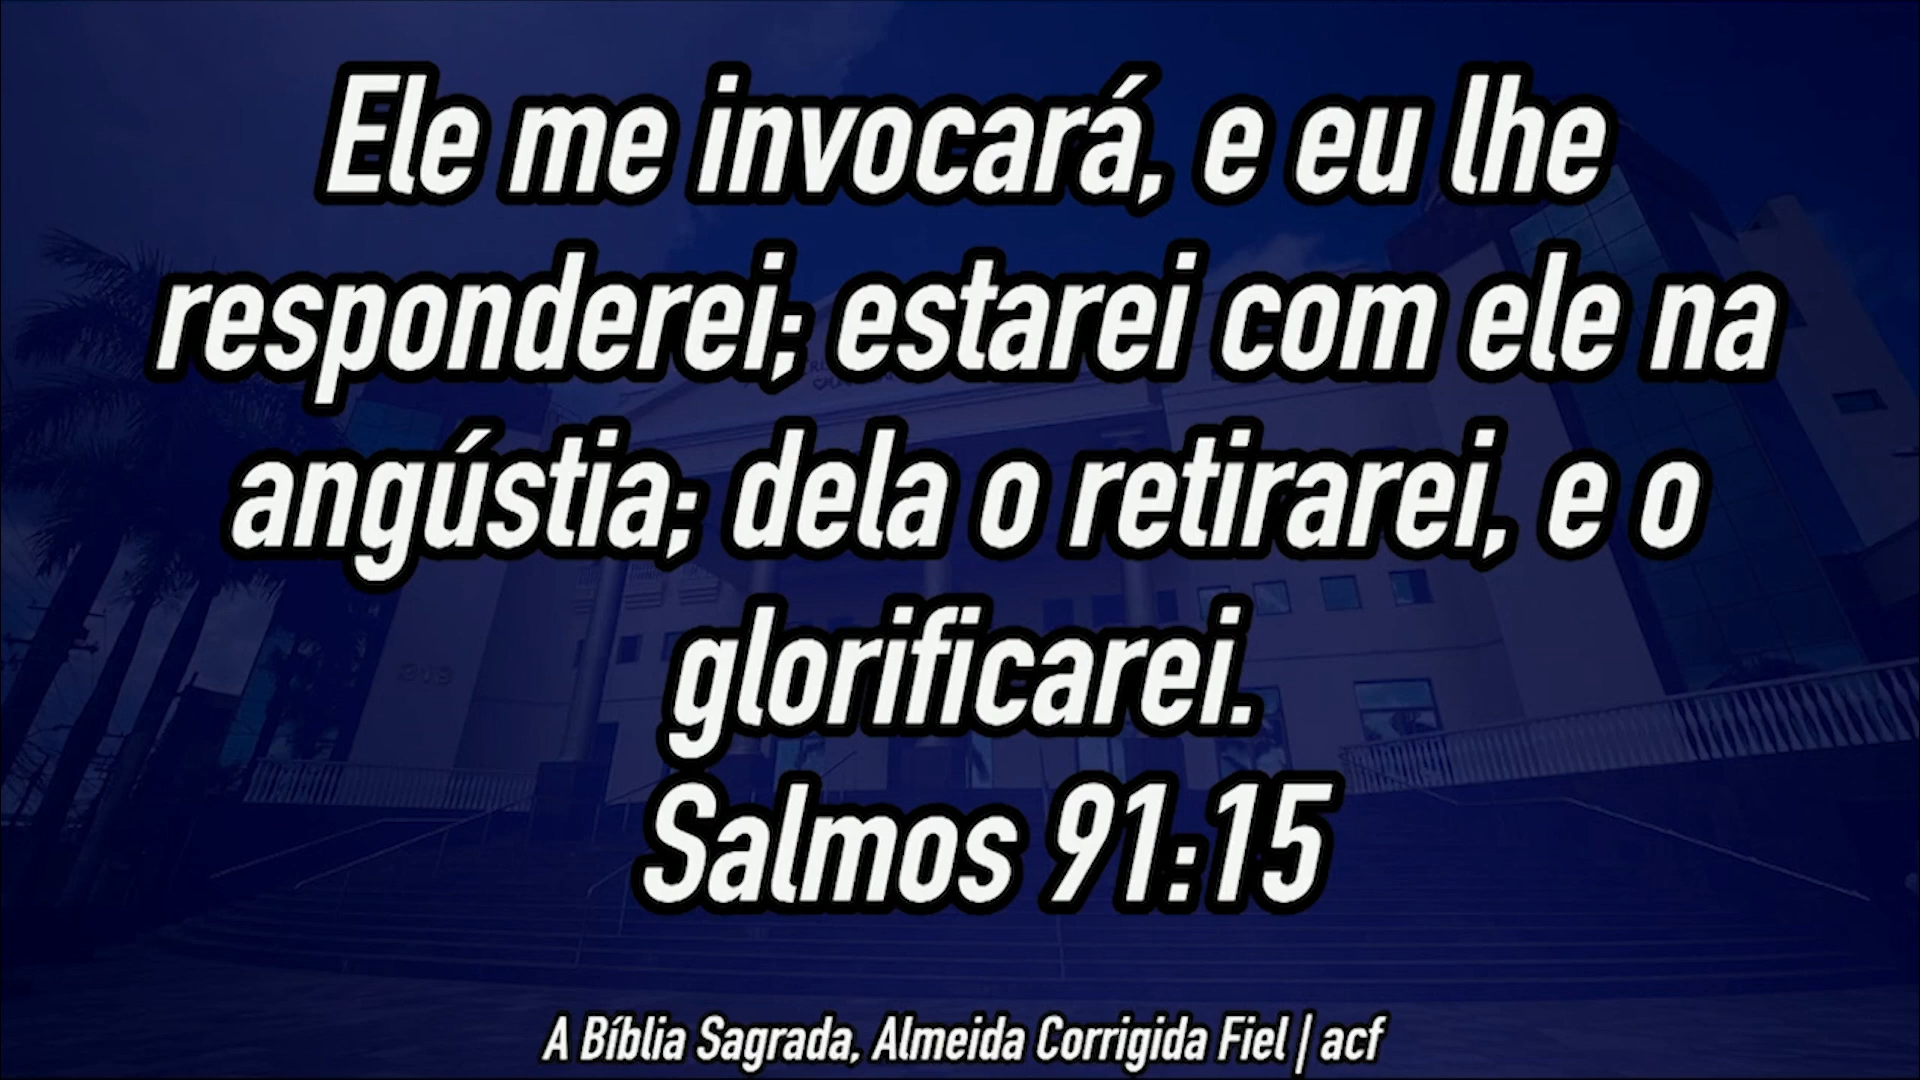 Ele me invocará, e eu lhe
responderei; estarei com ele na
angústia; dela o retirarei, e o
glorificarei.
Salmos 91:15
A Bíblia Sagrada, Almeida Corrigida Fiel | acf